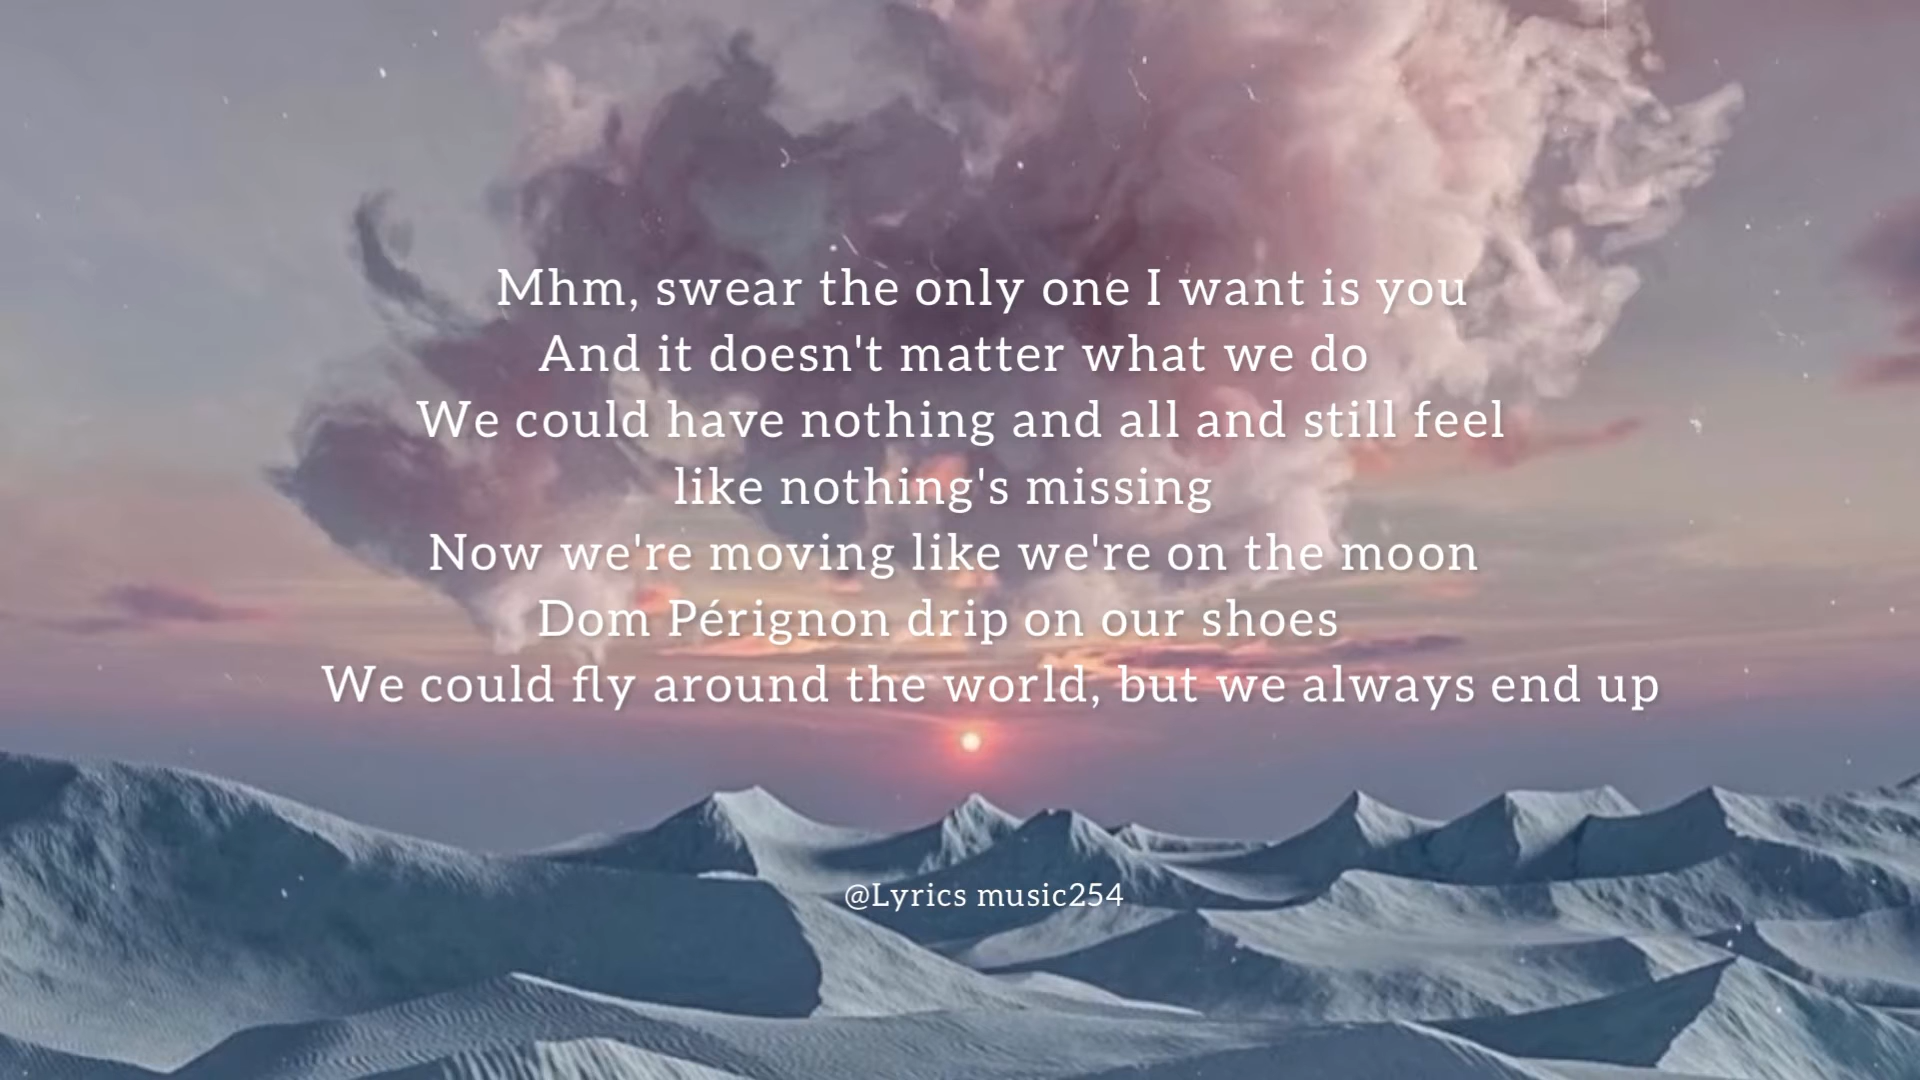 Mhm, swear the only one I want is you
And it doesn't matter what we do
We could have nothing and all and still feel
like nothing's missing
Now we're moving like we're on the moon
Dom Pérignon drip on our shoes
We could fly around the world, but we always end up
@Lyrics music254